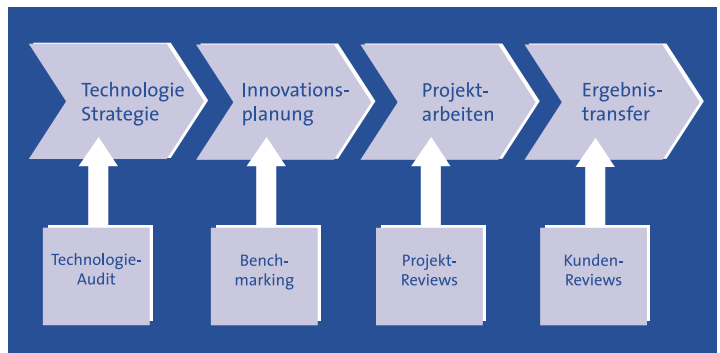 Technologie
Strategie
Innovations-
planung
Projekt-
arbeiten
Ergebnis-
transfer
Technologie-
Audit
Bench-
marking
Projekt-
Reviews
Kunden-
Reviews